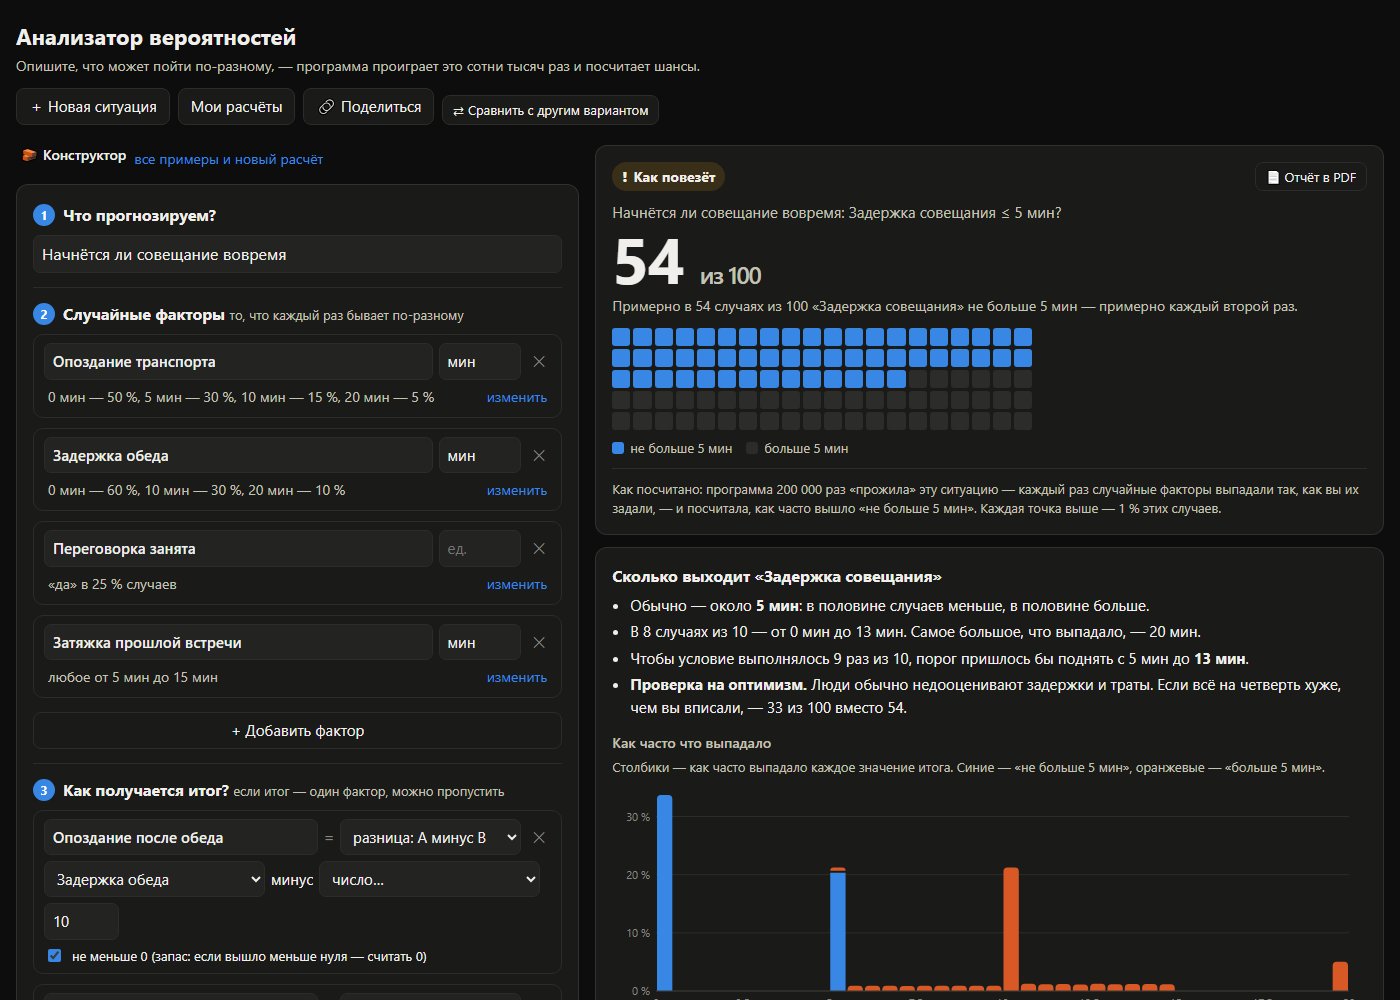 Анализатор вероятностей
Опишите, что может пойти по-разному, — программа проиграет это сотни тысяч раз и посчитает шансы.
+ Новая ситуация
Мои расчёты
Поделиться
⇄ Сравнить с другим вариантом
Конструктор
все примеры и новый расчёт
1 Что прогнозируем?
Начнётся ли совещание вовремя
2 Случайные факторы то, что каждый раз бывает по-разному
Опоздание транспорта мин
0 мин — 50 %, 5 мин — 30 %, 10 мин — 15 %, 20 мин — 5 % изменить
Задержка обеда мин
0 мин — 60 %, 10 мин — 30 %, 20 мин — 10 % изменить
Переговорка занята ед.
«да» в 25 % случаев изменить
Затяжка прошлой встречи мин
любое от 5 мин до 15 мин изменить
+ Добавить фактор
3 Как получается итог? если итог — один фактор, можно пропустить
Опоздание после обеда = разница: А минус В
Задержка обеда минус число...
10
не меньше 0 (запас: если вышло меньше нуля — считать 0)
! Как повезёт
Отчёт в PDF
Начнётся ли совещание вовремя: Задержка совещания ≤ 5 мин?
54 из 100
Примерно в 54 случаях из 100 «Задержка совещания» не больше 5 мин — примерно каждый второй раз.
не больше 5 мин больше 5 мин
Как посчитано: программа 200 000 раз «прожила» эту ситуацию — каждый раз случайные факторы выпадали так, как вы их
задали, — и посчитала, как часто вышло «не больше 5 мин». Каждая точка выше — 1 % этих случаев.
Сколько выходит «Задержка совещания»
• Обычно — около 5 мин: в половине случаев меньше, в половине больше.
• В 8 случаях из 10 — от 0 мин до 13 мин. Самое большое, что выпадало, — 20 мин.
• Чтобы условие выполнялось 9 раз из 10, порог пришлось бы поднять с 5 мин до 13 мин.
• Проверка на оптимизм. Люди обычно недооценивают задержки и траты. Если всё на четверть хуже,
чем вы вписали, — 33 из 100 вместо 54.
Как часто что выпадало
Столбики — как часто выпадало каждое значение итога. Синие — «не больше 5 мин», оранжевые — «больше 5 мин».
30 %
20 %
10 %
0 %